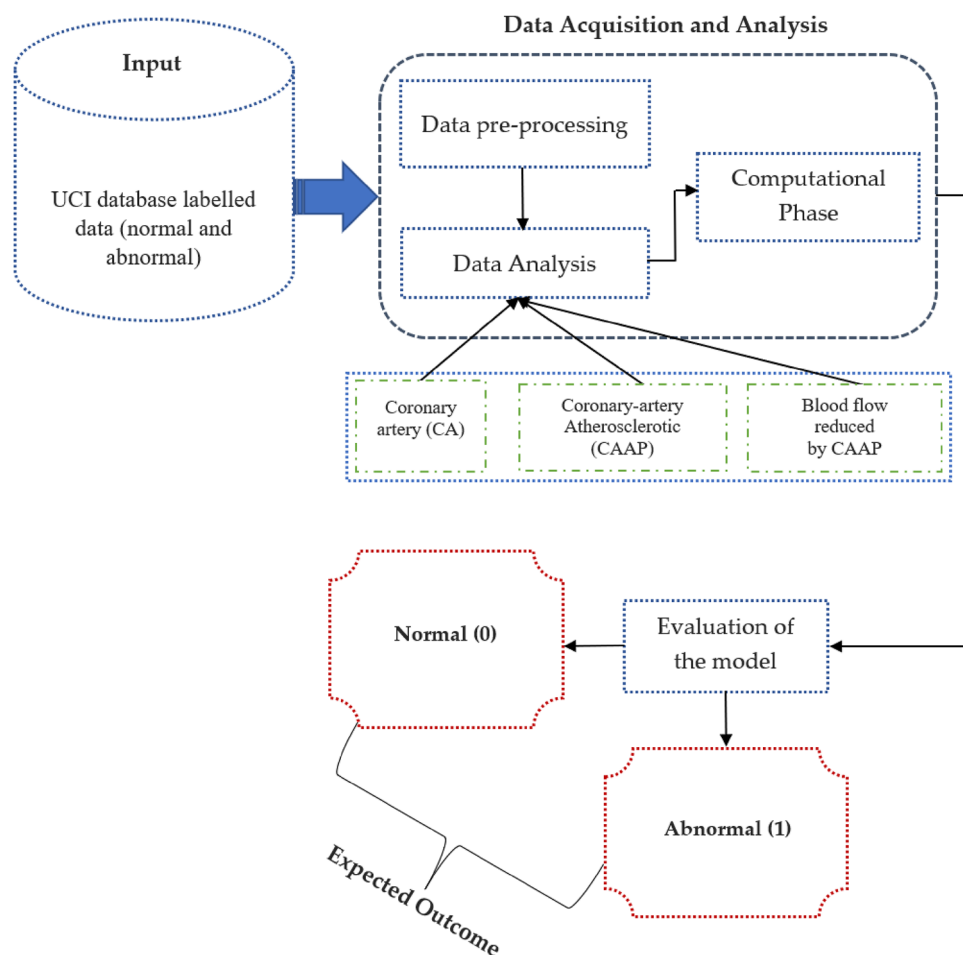 Data Acquisition and Analysis
Input
UCI database labelled
data (normal and
abnormal)
Data pre-processing
Data Analysis
Computational
Phase
Coronary
artery (CA)
Coronary-artery
Atherosclerotic
(CAAP)
Blood flow
reduced
by CAAP
Normal (0)
Evaluation of
the model
Abnormal (1)
Expected Outcome